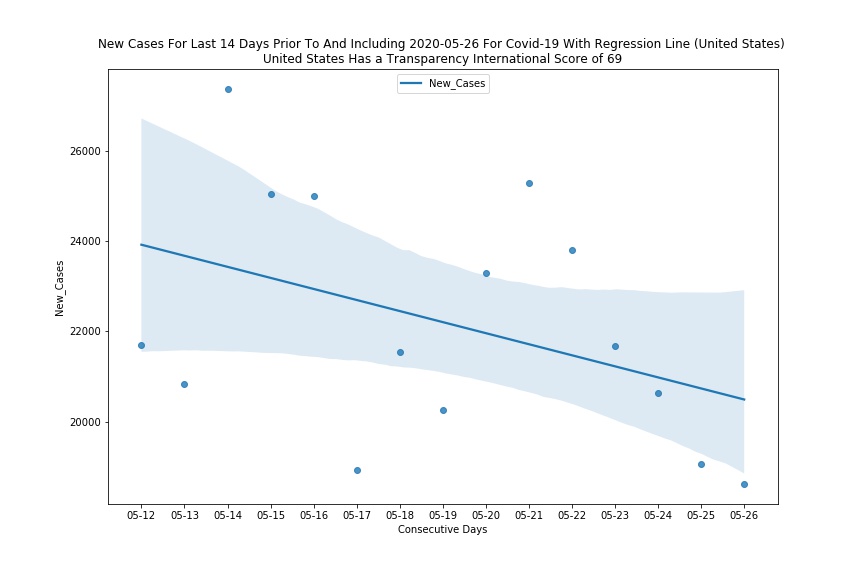 New Cases For Last 14 Days Prior To And Including 2020-05-26 For Covid-19 With Regression Line (United States)
United States Has a Transparency International Score of 69
New_Cases
26000
24000
22000
20000
New_Cases
05-12 05-13 05-14 05-15 05-16 05-17 05-18 05-19 05-20 05-21 05-22 05-23 05-24 05-25 05-26
Consecutive Days